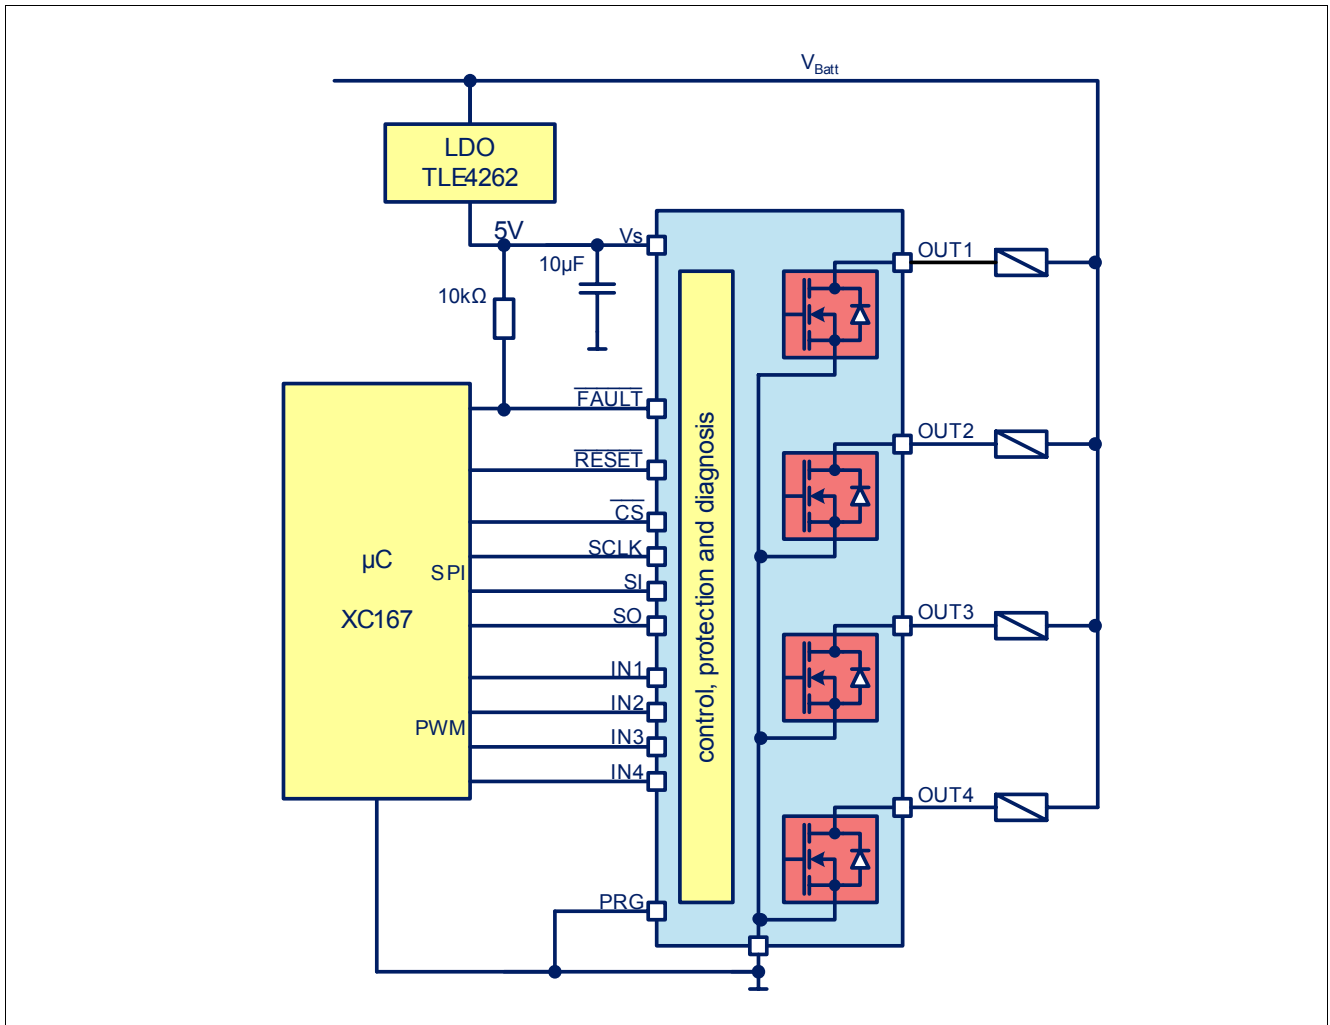 V_Batt
LDO
TLE4262
5V
Vs
10µF
10kΩ
FAULT
RESET
CS
SCLK
SI
SO
IN1
IN2
IN3
IN4
PRG
µC
XC167
SPI
PWM
control, protection and diagnosis
OUT1
OUT2
OUT3
OUT4